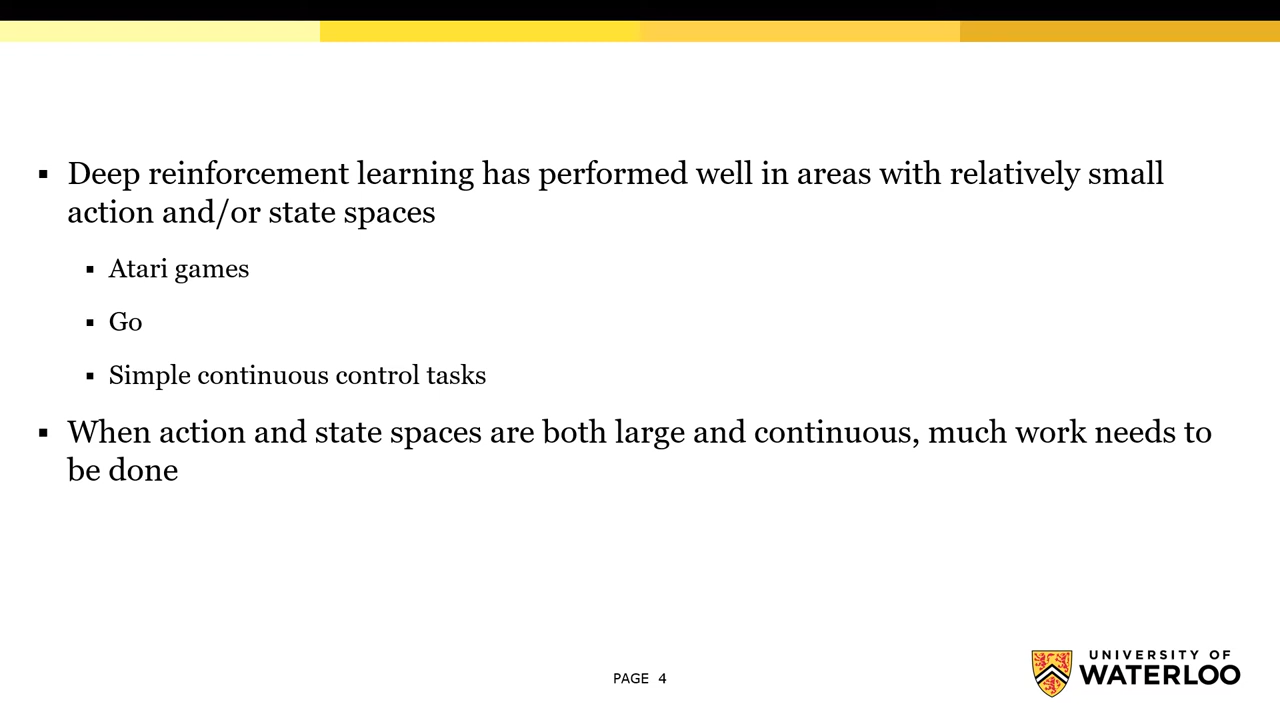 ▪ Deep reinforcement learning has performed well in areas with relatively small
action and/or state spaces
▪ Atari games
▪ Go
▪ Simple continuous control tasks
▪ When action and state spaces are both large and continuous, much work needs to
be done
PAGE 4
UNIVERSITY OF
WATERLOO